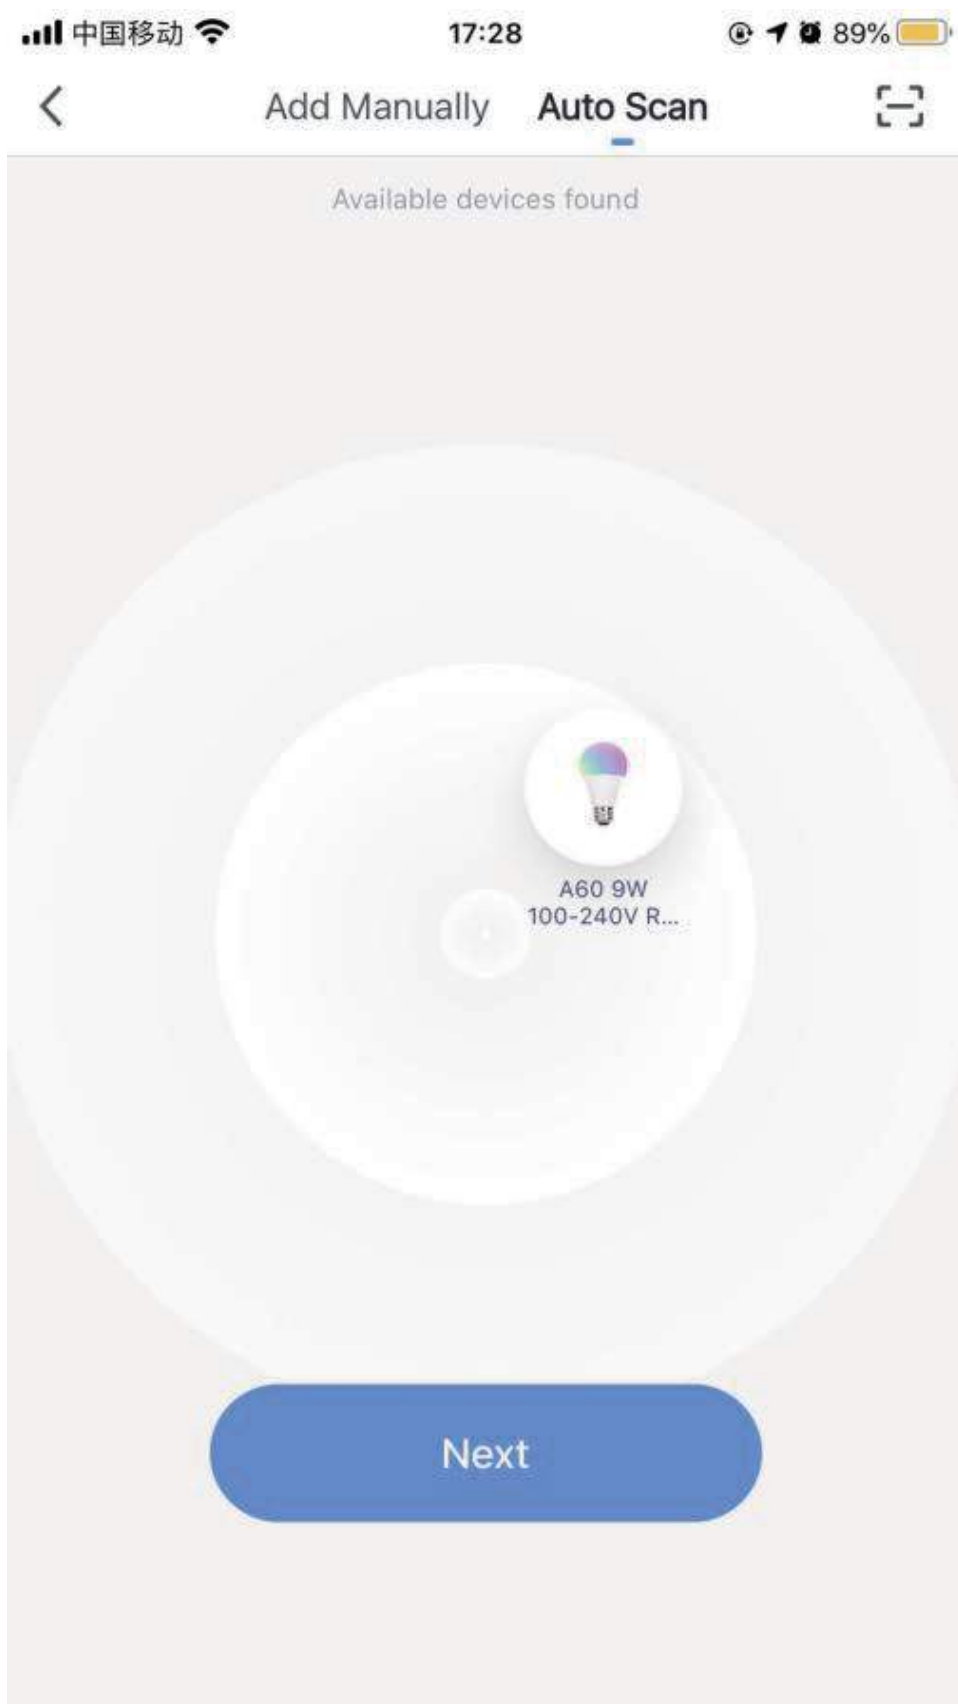 中国移动 17:28 89%
Add Manually Auto Scan
Available devices found
A60 9W
100-240V R...
Next